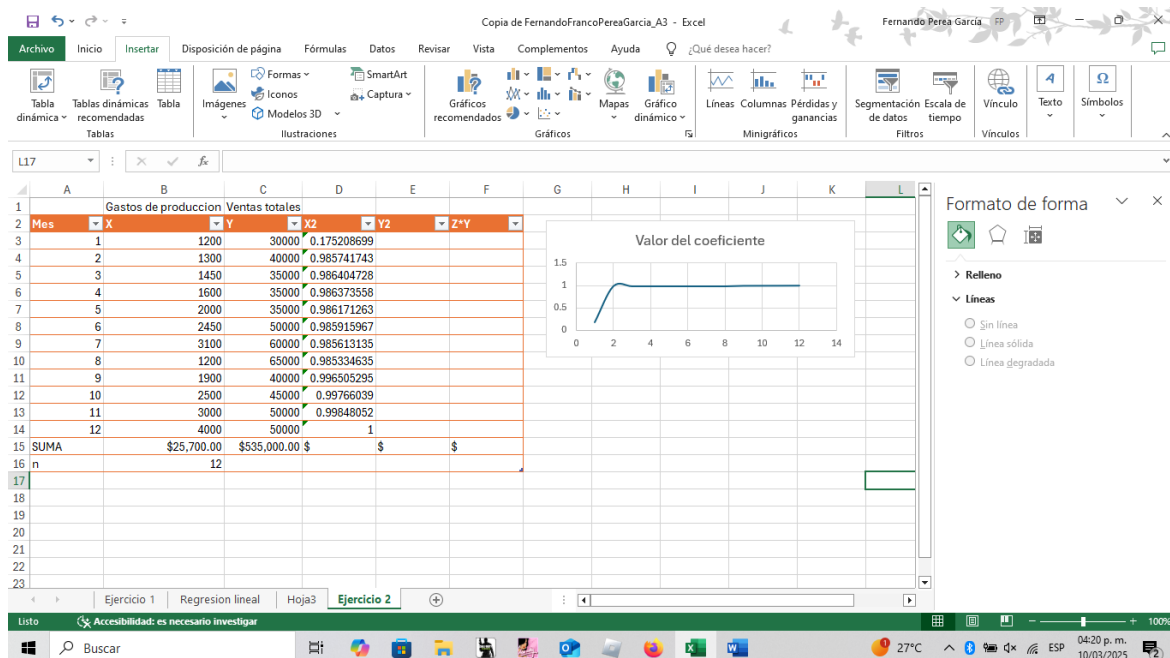 Copia de FernandoFrancoPereaGarcia_A3 - Excel
Fernando Perea García FP
Archivo Inicio Insertar Disposición de página Fórmulas Datos Revisar Vista Complementos Ayuda ¿Qué desea hacer?
Tabla dinámica
Tablas dinámicas recomendadas
Tabla
Tablas
Imágenes
Formas
Iconos
Modelos 3D
SmartArt
Captura
Ilustraciones
Gráficos recomendados
Mapas
Gráfico dinámico
Gráficos
Líneas Columnas Pérdidas y ganancias
Minigráficos
Segmentación de datos
Escala de tiempo
Filtros
Vínculo
Vínculos
Texto
Símbolos
L17 fx
A B C D E F G H I J K L
1 Gastos de produccion Ventas totales
2 Mes X Y X2 Y2 Z*Y
3 1 1200 30000 0.175208699
4 2 1300 40000 0.985741743
5 3 1450 35000 0.986404728
6 4 1600 35000 0.986373558
7 5 2000 35000 0.986171263
8 6 2450 50000 0.985915967
9 7 3100 60000 0.985613135
10 8 1200 65000 0.985334635
11 9 1900 40000 0.996505295
12 10 2500 45000 0.99766039
13 11 3000 50000 0.99848052
14 12 4000 50000 1
15 SUMA $25,700.00 $535,000.00 $ $ $
16 n 12
17
18
19
20
21
22
23
Valor del coeficiente
1.5
1
0.5
0
0 2 4 6 8 10 12 14
Formato de forma
Relleno
Líneas
Sin línea
Línea sólida
Línea degradada
Ejercicio 1 Regresion lineal Hoja3 Ejercicio 2
Listo Accesibilidad: es necesario investigar 100%
Buscar
1 27°C ESP 04:20 p. m.
10/03/2025 2